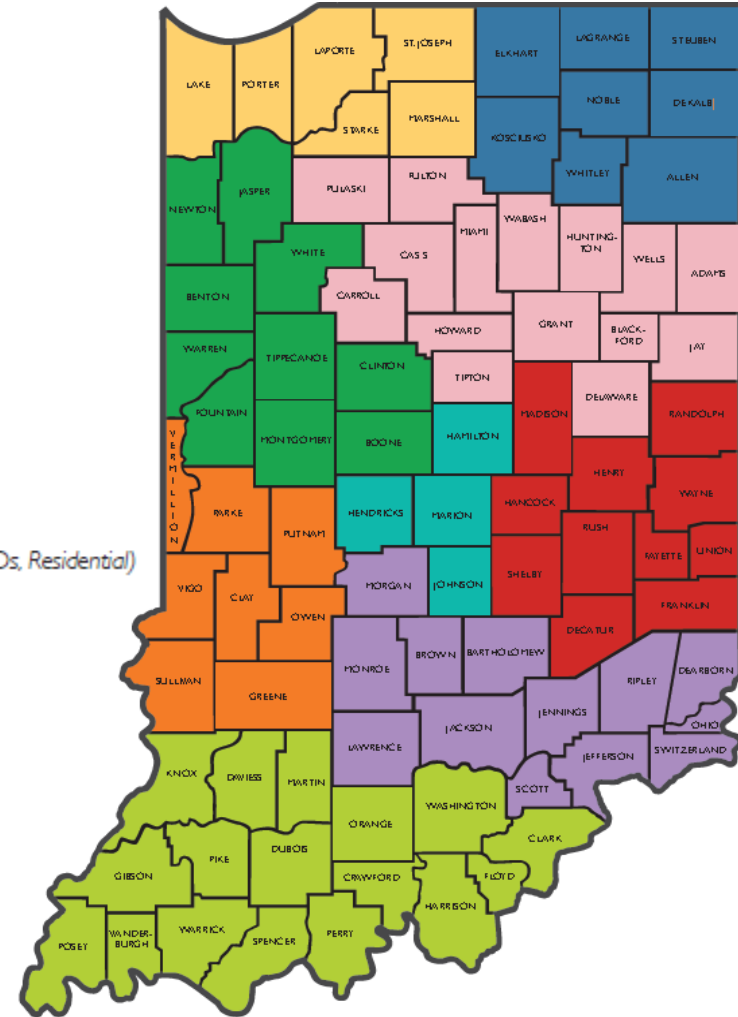 LAKE
PORTER
LAPORTE
ST. JOSEPH
ELKHART
LAGRANGE
STEUBEN
STARKE
MARSHALL
KOSCIUSKO
NOBLE
DEKALB
NEWTON
JASPER
PULASKI
FULTON
WHITLEY
ALLEN
WHITE
CASS
MIAMI
WABASH
HUNTING-
TON
WELLS
ADAMS
BENTON
CARROLL
HOWARD
GRANT
BLACK-
FORD
JAY
WARREN
TIPPECANOE
CLINTON
TIPTON
MADISON
DELAWARE
RANDOLPH
FOUNTAIN
MONTGOMERY
BOONE
HAMILTON
HENRY
WAYNE
VERMILLION
PARKE
PUTNAM
HENDRICKS
MARION
HANCOCK
RUSH
FAYETTE
UNION
Ds, Residential)
VIGO
CLAY
OWEN
MORGAN
JOHNSON
SHELBY
DECATUR
FRANKLIN
SULLIVAN
GREENE
MONROE
BROWN
BARTHOLOMEW
RIPLEY
DEARBORN
OHIO
LAWRENCE
JACKSON
JENNINGS
JEFFERSON
SWITZERLAND
KNOX
DAVIESS
MARTIN
ORANGE
WASHINGTON
SCOTT
CLARK
GIBSON
PIKE
DUBOIS
CRAWFORD
HARRISON
FLOYD
POSEY
VANDER-
BURGH
WARRICK
SPENCER
PERRY